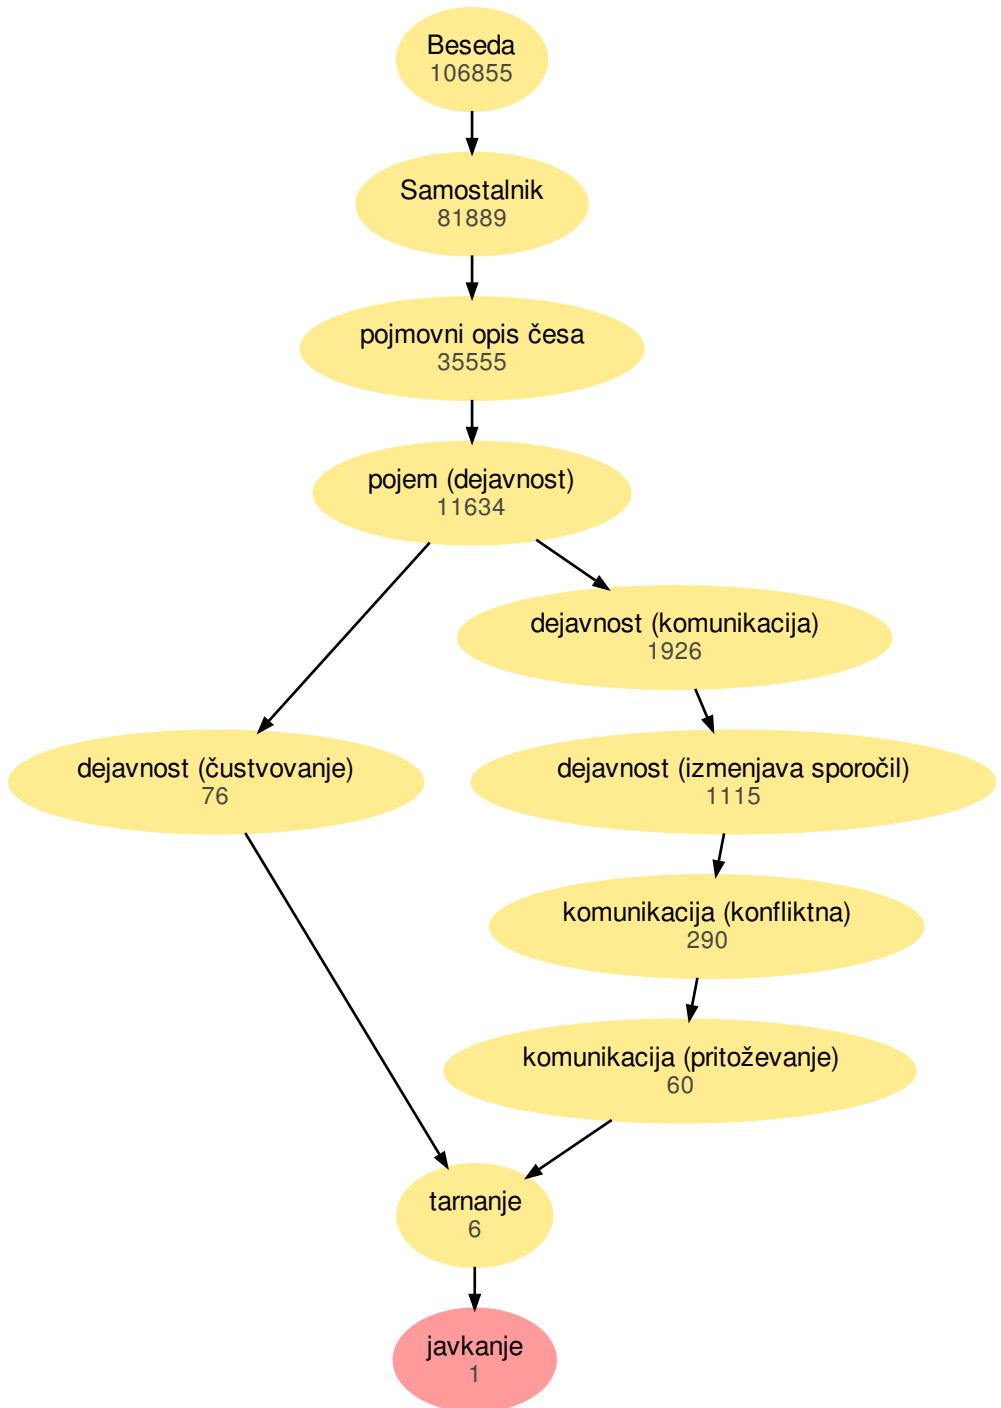 Beseda
106855
Samostalnik
81889
pojmovni opis česa
35555
pojem (dejavnost)
11634
dejavnost (komunikacija)
1926
dejavnost (čustvovanje)
76
dejavnost (izmenjava sporočil)
1115
komunikacija (konfliktna)
290
komunikacija (pritoževanje)
60
tarnanje
6
javkanje
1